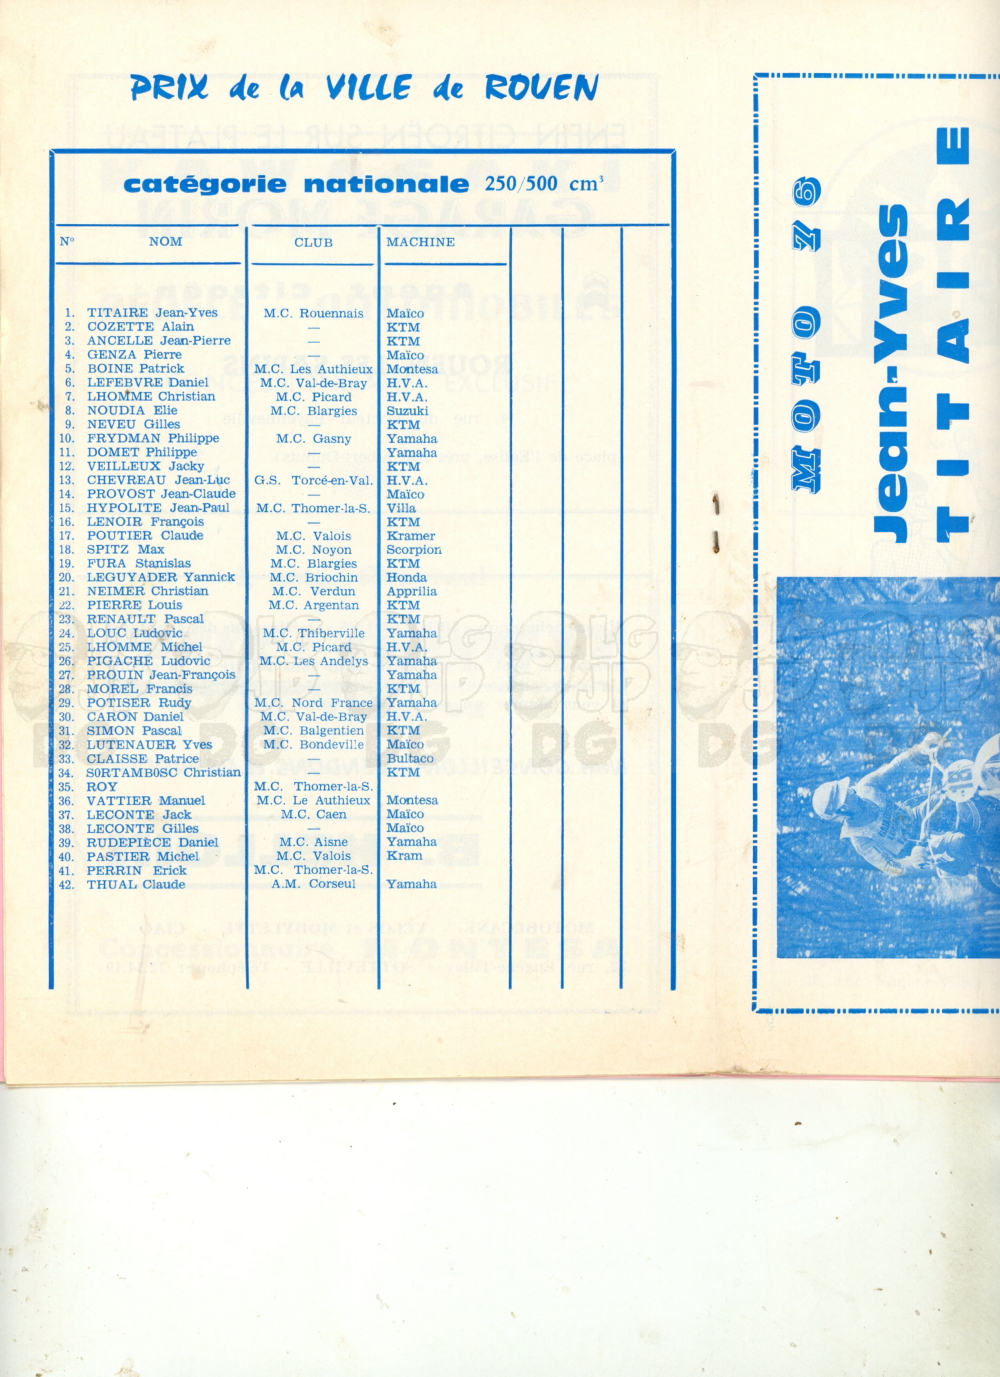 PRIX de la VILLE de ROUEN
catégorie nationale 250/500 cm³
N° NOM CLUB MACHINE
1. TITAIRE Jean-Yves M.C. Rouennais Maïco
2. COZETTE Alain — KTM
3. ANCELLE Jean-Pierre — KTM
4. GENZA Pierre — Maïco
5. BOINE Patrick M.C. Les Authieux Montesa
6. LEFEBVRE Daniel M.C. Val-de-Bray H.V.A.
7. LHOMME Christian M.C. Picard H.V.A.
8. NOUDIA Elie M.C. Blargies Suzuki
9. NEVEU Gilles — KTM
10. FRYDMAN Philippe M.C. Gasny Yamaha
11. DOMET Philippe — Yamaha
12. VEILLEUX Jacky — KTM
13. CHEVREAU Jean-Luc G.S. Torcé-en-Val. H.V.A.
14. PROVOST Jean-Claude — Maïco
15. HYPOLITE Jean-Paul M.C. Thomer-la-S. Villa
16. LENOIR François — KTM
17. POUTIER Claude M.C. Valois Kramer
18. SPITZ Max M.C. Noyon Scorpion
19. FURA Stanislas M.C. Blargies KTM
20. LEGUYADER Yannick M.C. Briochin Honda
21. NEIMER Christian M.C. Verdun Apprilia
22. PIERRE Louis M.C. Argentan KTM
23. RENAULT Pascal — KTM
24. LOUC Ludovic M.C. Thiberville Yamaha
25. LHOMME Michel M.C. Picard H.V.A.
26. PIGACHE Ludovic M.C. Les Andelys Yamaha
27. PROUIN Jean-François — Yamaha
28. MOREL Francis — KTM
29. POTISER Rudy M.C. Nord France Yamaha
30. CARON Daniel M.C. Val-de-Bray H.V.A.
31. SIMON Pascal M.C. Balgentien KTM
32. LUTENAUER Yves M.C. Bondeville Maïco
33. CLAISSE Patrice — Bultaco
34. S0RTAMB0SC Christian — KTM
35. ROY M.C. Thomer-la-S.
36. VATTIER Manuel M.C. Le Authieux Montesa
37. LECONTE Jack M.C. Caen Maïco
38. LECONTE Gilles — Maïco
39. RUDEPIÈCE Daniel M.C. Aisne Yamaha
40. PASTIER Michel M.C. Valois Kram
41. PERRIN Erick M.C. Thomer-la-S.
42. THUAL Claude A.M. Corseul Yamaha
MOTO 76
Jean-Yves
TITAIRE
LG JP
DG